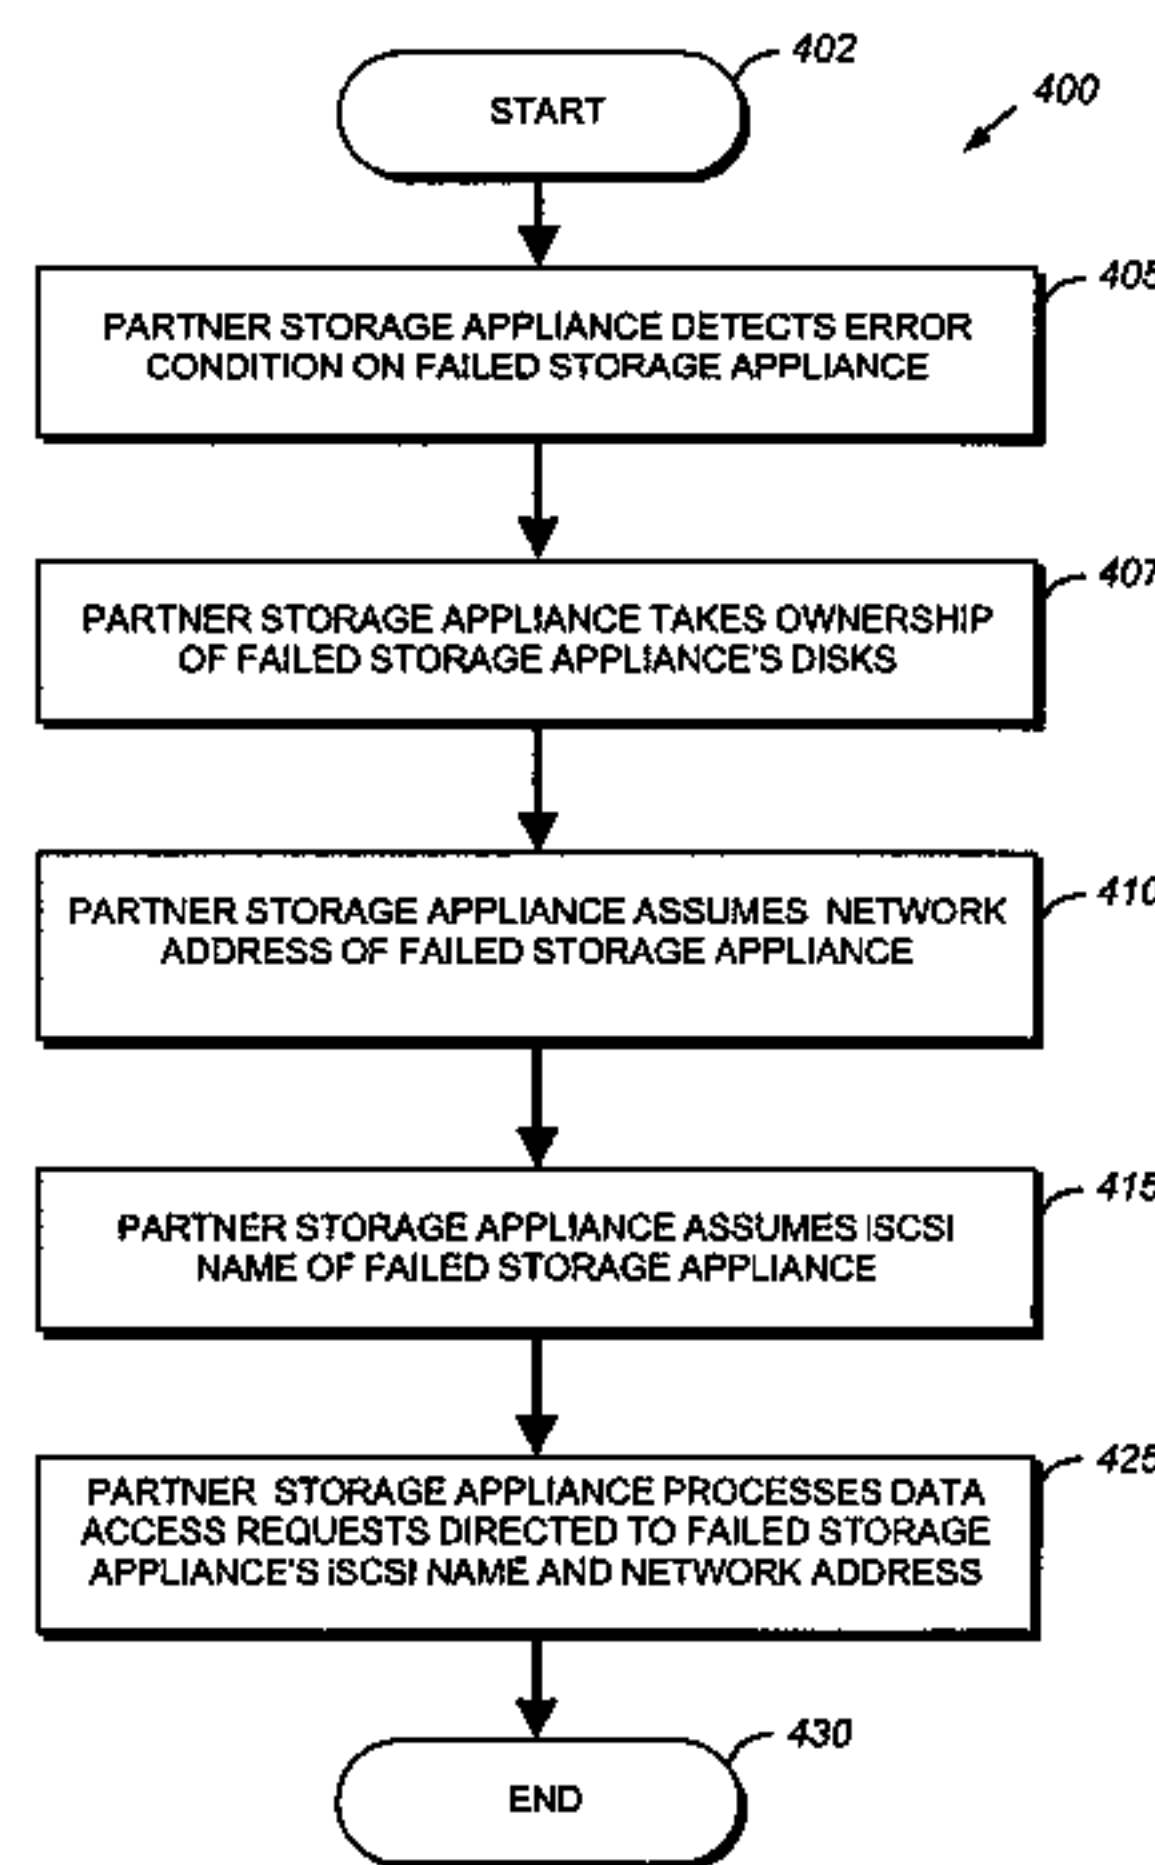 402
START
400
405
PARTNER STORAGE APPLIANCE DETECTS ERROR
CONDITION ON FAILED STORAGE APPLIANCE
407
PARTNER STORAGE APPLIANCE TAKES OWNERSHIP
OF FAILED STORAGE APPLIANCE'S DISKS
410
PARTNER STORAGE APPLIANCE ASSUMES NETWORK
ADDRESS OF FAILED STORAGE APPLIANCE
415
PARTNER STORAGE APPLIANCE ASSUMES iSCSI
NAME OF FAILED STORAGE APPLIANCE
425
PARTNER STORAGE APPLIANCE PROCESSES DATA
ACCESS REQUESTS DIRECTED TO FAILED STORAGE
APPLIANCE'S iSCSI NAME AND NETWORK ADDRESS
430
END